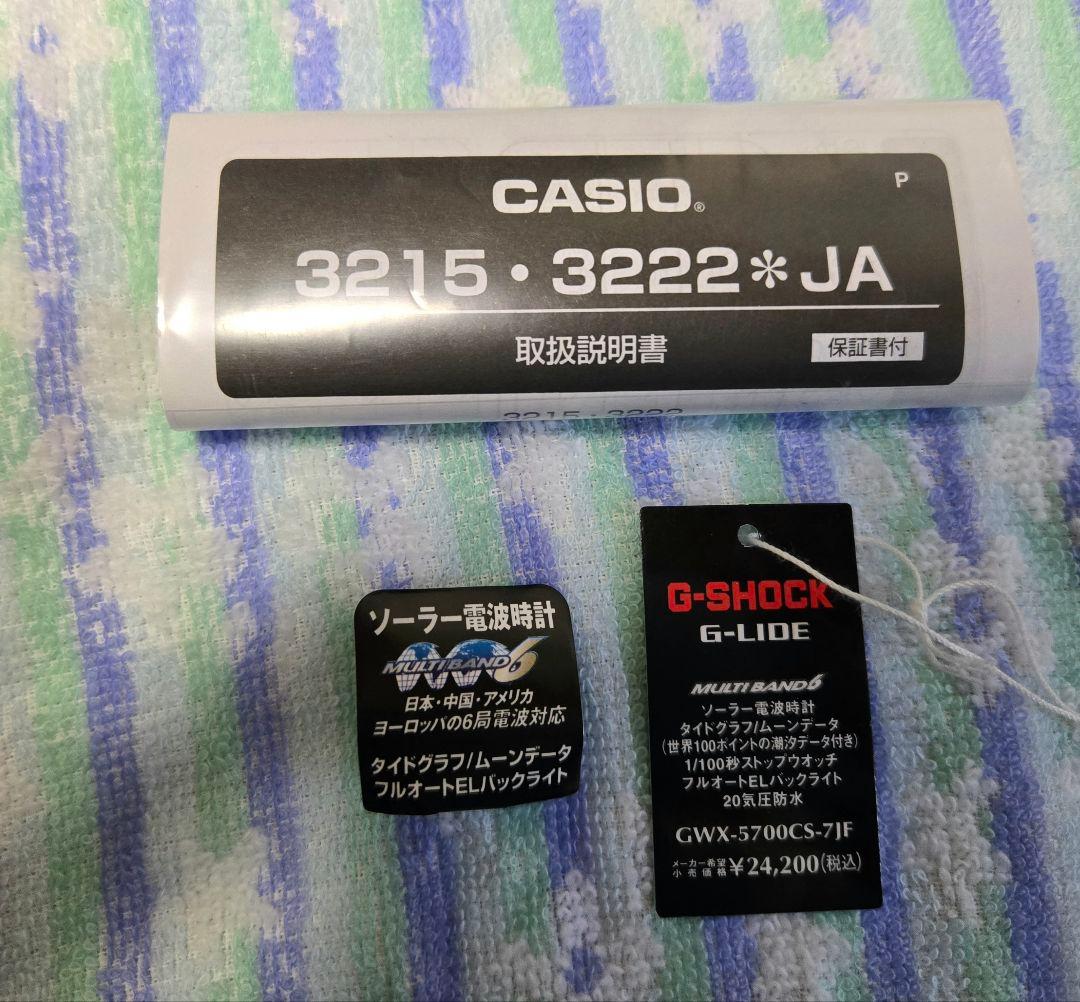 CASIO®
P
3215・3222＊JA
取扱説明書
保証書付
3215・3222
ソーラー電波時計
MULTI BAND 6
日本・中国・アメリカ
ヨーロッパの6局電波対応
タイドグラフ/ムーンデータ
フルオートELバックライト
G-SHOCK
G-LIDE
MULTI BAND 6
ソーラー電波時計
タイドグラフ/ムーンデータ
(世界100ポイントの潮汐データ付き)
1/100秒ストップウオッチ
フルオートELバックライト
20気圧防水
GWX-5700CS-7JF
メーカー希望
小売価格 ¥24,200(税込)